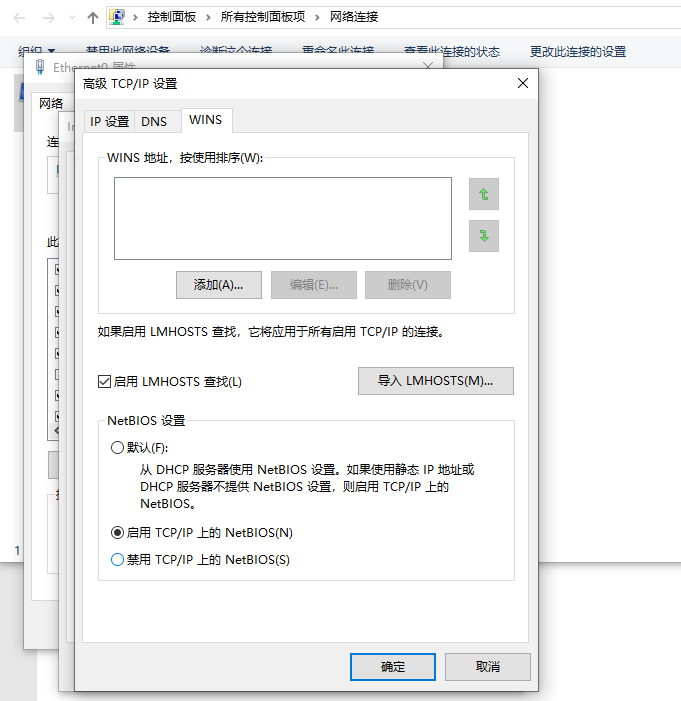 控制面板 › 所有控制面板项 › 网络连接
组织 禁用此网络设备 诊断这个连接 重命名此连接 查看此连接的状态 更改此连接的设置
Ethernet0 属性
网络
连
此
1
高级 TCP/IP 设置
IP 设置 DNS WINS
WINS 地址，按使用排序(W):
添加(A)... 编辑(E)... 删除(V)
如果启用 LMHOSTS 查找，它将应用于所有启用 TCP/IP 的连接。
启用 LMHOSTS 查找(L) 导入 LMHOSTS(M)...
NetBIOS 设置
默认(F):
从 DHCP 服务器使用 NetBIOS 设置。如果使用静态 IP 地址或
DHCP 服务器不提供 NetBIOS 设置，则启用 TCP/IP 上的
NetBIOS。
启用 TCP/IP 上的 NetBIOS(N)
禁用 TCP/IP 上的 NetBIOS(S)
确定 取消